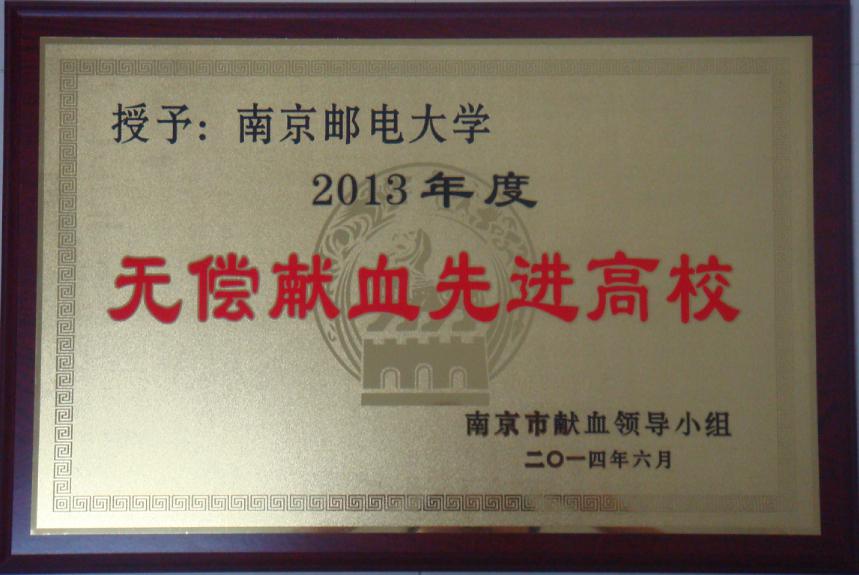 授予：南京邮电大学
2013年度
无偿献血先进高校
南京市献血领导小组
二〇一四年六月